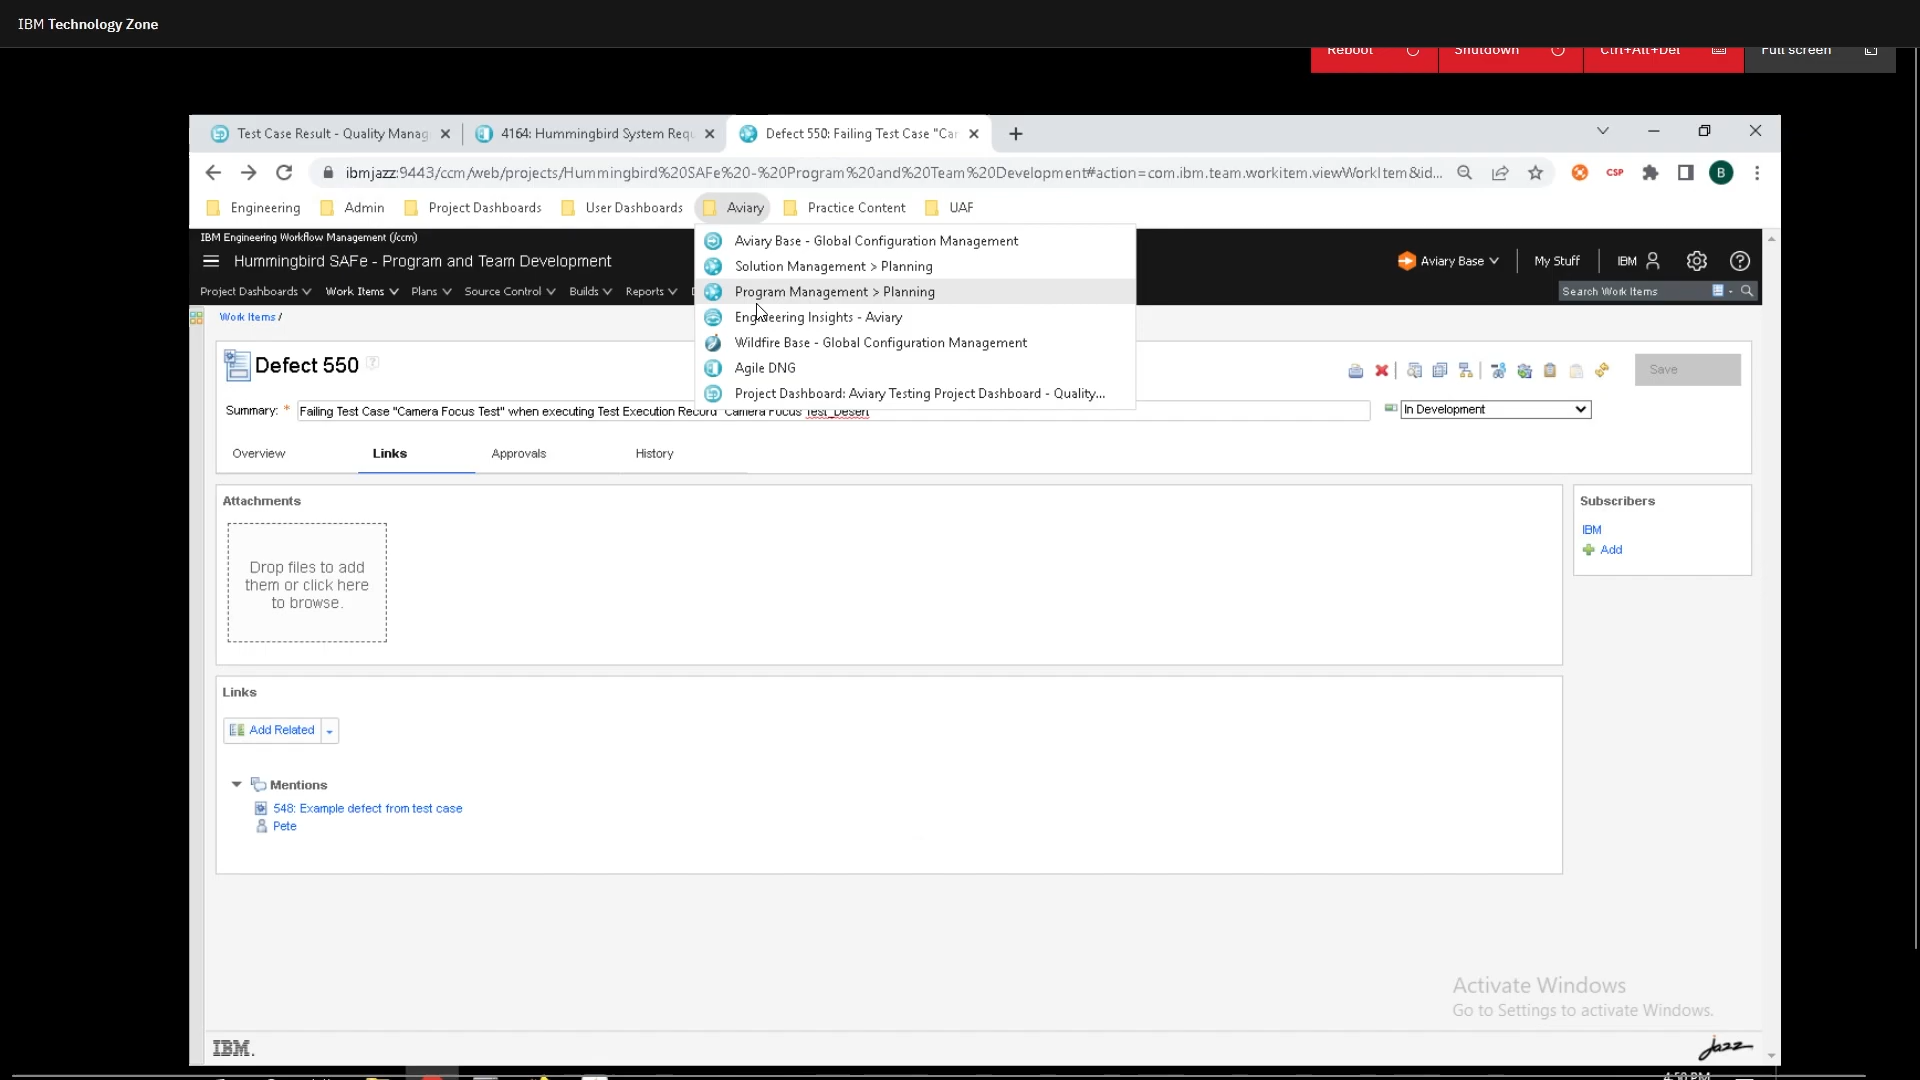 IBM Technology Zone
Reboot
Shutdown
Ctrl+Alt+Del
Full screen
Test Case Result - Quality Manag
4164: Hummingbird System Requ
Defect 550: Failing Test Case "Car
ibmjazz:9443/ccm/web/projects/Hummingbird%20SAFe%20-%20Program%20and%20Team%20Development#action=com.ibm.team.workitem.viewWorkItem&id...
CSP
B
Engineering
Admin
Project Dashboards
User Dashboards
Aviary
Practice Content
UAF
IBM Engineering Workflow Management (/ccm)
Hummingbird SAFe - Program and Team Development
Aviary Base
My Stuff
IBM
Project Dashboards
Work Items
Plans
Source Control
Builds
Reports
Search Work Items
Aviary Base - Global Configuration Management
Solution Management > Planning
Program Management > Planning
Engineering Insights - Aviary
Wildfire Base - Global Configuration Management
Agile DNG
Project Dashboard: Aviary Testing Project Dashboard - Quality...
Work Items /
Defect 550
Save
Summary: *
Failing Test Case "Camera Focus Test" when executing Test Execution Record "Camera Focus Test_Desert
In Development
Overview
Links
Approvals
History
Attachments
Drop files to add
them or click here
to browse.
Subscribers
IBM
Add
Links
Add Related
Mentions
548: Example defect from test case
Pete
Activate Windows
Go to Settings to activate Windows.
IBM.
jazz
4:50 PM